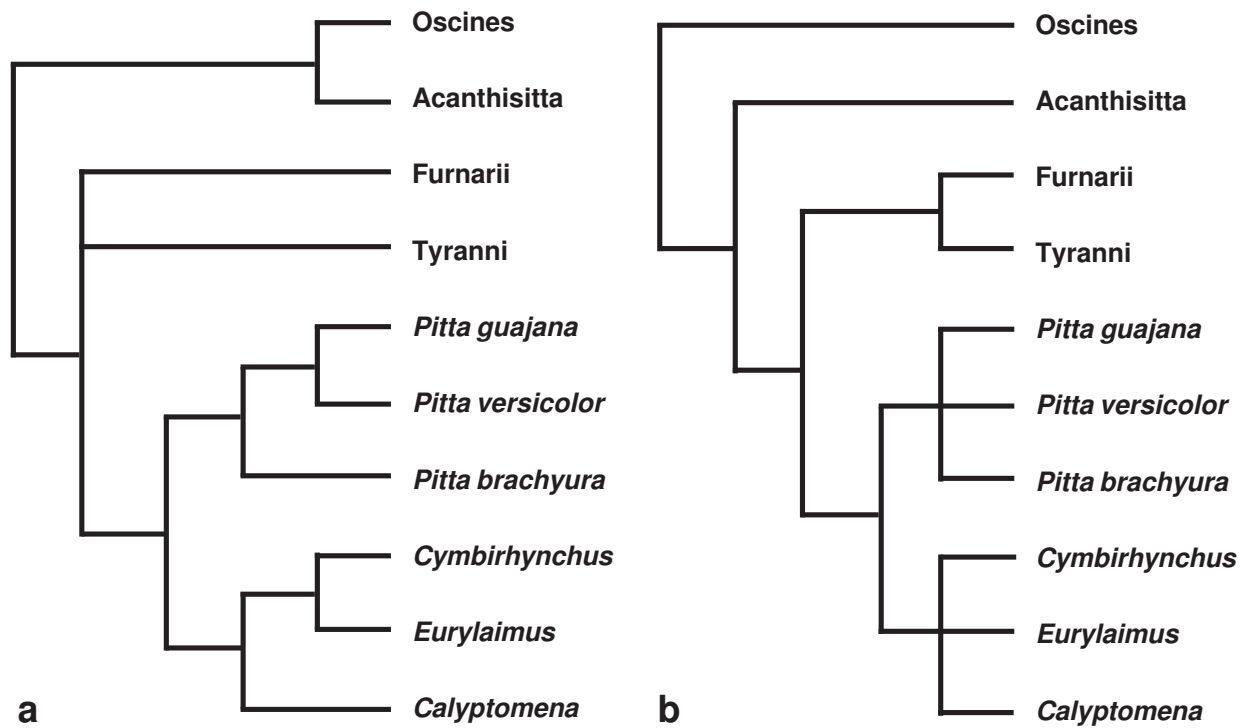 Oscines
Acanthisitta
Furnarii
Tyranni
Pitta guajana
Pitta versicolor
Pitta brachyura
Cymbirhynchus
Eurylaimus
Calyptomena
a
Oscines
Acanthisitta
Furnarii
Tyranni
Pitta guajana
Pitta versicolor
Pitta brachyura
Cymbirhynchus
Eurylaimus
Calyptomena
b